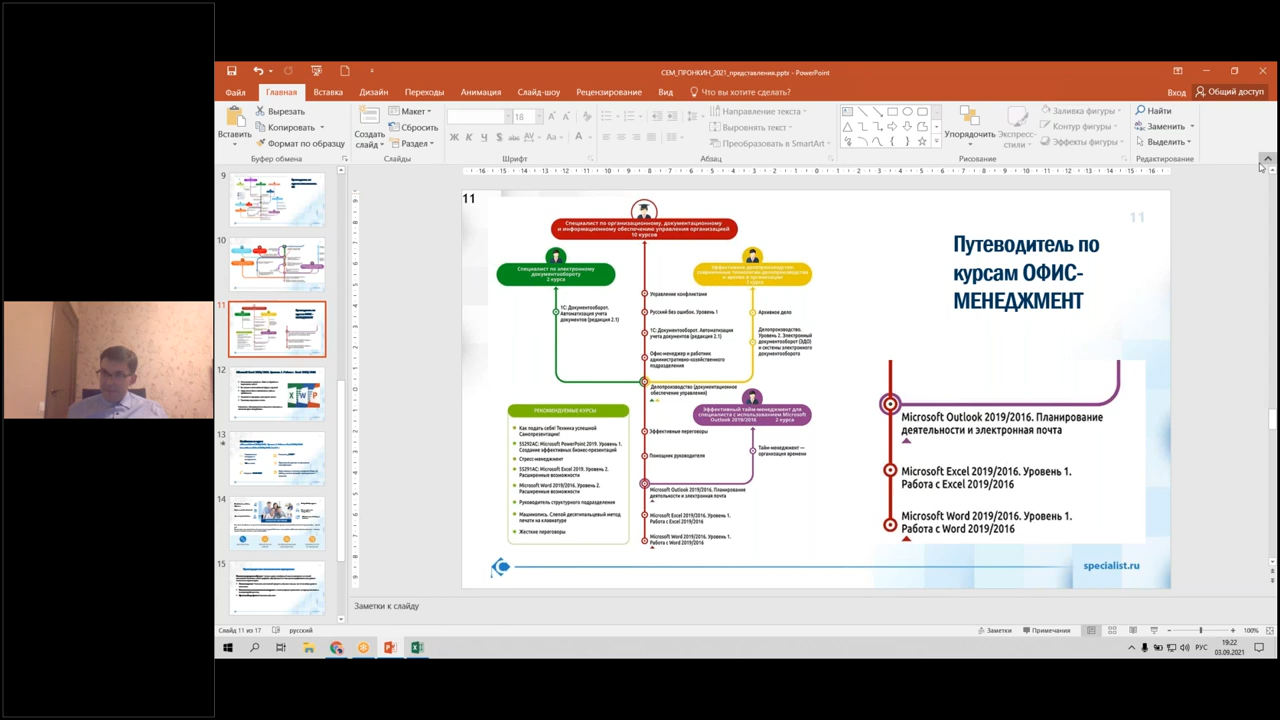 СЕМ_ПРОНКИН_2021_представления.pptx - PowerPoint
Файл
Главная
Вставка
Дизайн
Переходы
Анимация
Слайд-шоу
Рецензирование
Вид
Что вы хотите сделать?
Вход
Общий доступ
Вставить
Вырезать
Копировать
Формат по образцу
Буфер обмена
Создать
слайд
Макет
Сбросить
Раздел
Слайды
18
Шрифт
Направление текста
Выровнять текст
Преобразовать в SmartArt
Абзац
Упорядочить
Экспресс-
стили
Заливка фигуры
Контур фигуры
Эффекты фигуры
Рисование
Найти
Заменить
Выделить
Редактирование
9
10
11
12
13
14
15
11
Специалист по организационному, документационному
и информационному обеспечению управления организацией
10 курсов
Специалист по электронному
документообороту
2 курса
1С: Документооборот.
Автоматизация учета
документов (редакция 2.1)
Управление конфликтами
Русский без ошибок. Уровень 1
1С: Документооборот. Автоматизация
учета документов (редакция 2.1)
Офис-менеджер и работник
административно-хозяйственного
подразделения
Делопроизводство (документационное
обеспечение управления)
Архивное дело
Делопроизводство.
Уровень 2. Электронный
документооборот (ЭДО)
и системы электронного
документооборота
Эффективный тайм-менеджмент для
специалиста с использованием Microsoft
Outlook 2019/2016 2 курса
Тайм-менеджмент —
организация времени
Эффективные переговоры
Помощник руководителя
Microsoft Outlook 2019/2016. Планирование
деятельности и электронная почта
Microsoft Excel 2019/2016. Уровень 1.
Работа с Excel 2019/2016
Microsoft Word 2019/2016. Уровень 1.
Работа с Word 2019/2016
РЕКОМЕНДУЕМЫЕ КУРСЫ
Как подать себя! Техника успешной
Самопрезентации!
55292AC: Microsoft PowerPoint 2019. Уровень 1.
Создание эффективных бизнес-презентаций
Стресс-менеджмент
55291AC: Microsoft Excel 2019. Уровень 2.
Расширенные возможности
Microsoft Word 2019/2016. Уровень 2.
Расширенные возможности
Руководитель структурного подразделения
Машинопись. Слепой десятипальцевый метод
печати на клавиатуре
Жесткие переговоры
11
Путеводитель по
курсам ОФИС-
МЕНЕДЖМЕНТ
Microsoft Outlook 2019/2016. Планирование
деятельности и электронная почта
Microsoft Excel 2019/2016. Уровень 1.
Работа с Excel 2019/2016
Microsoft Word 2019/2016. Уровень 1.
Работа с Word 2019/2016
specialist.ru
Заметки к слайду
Слайд 11 из 17
русский
Заметки
Примечания
100%
РУС
19:22
03.09.2021